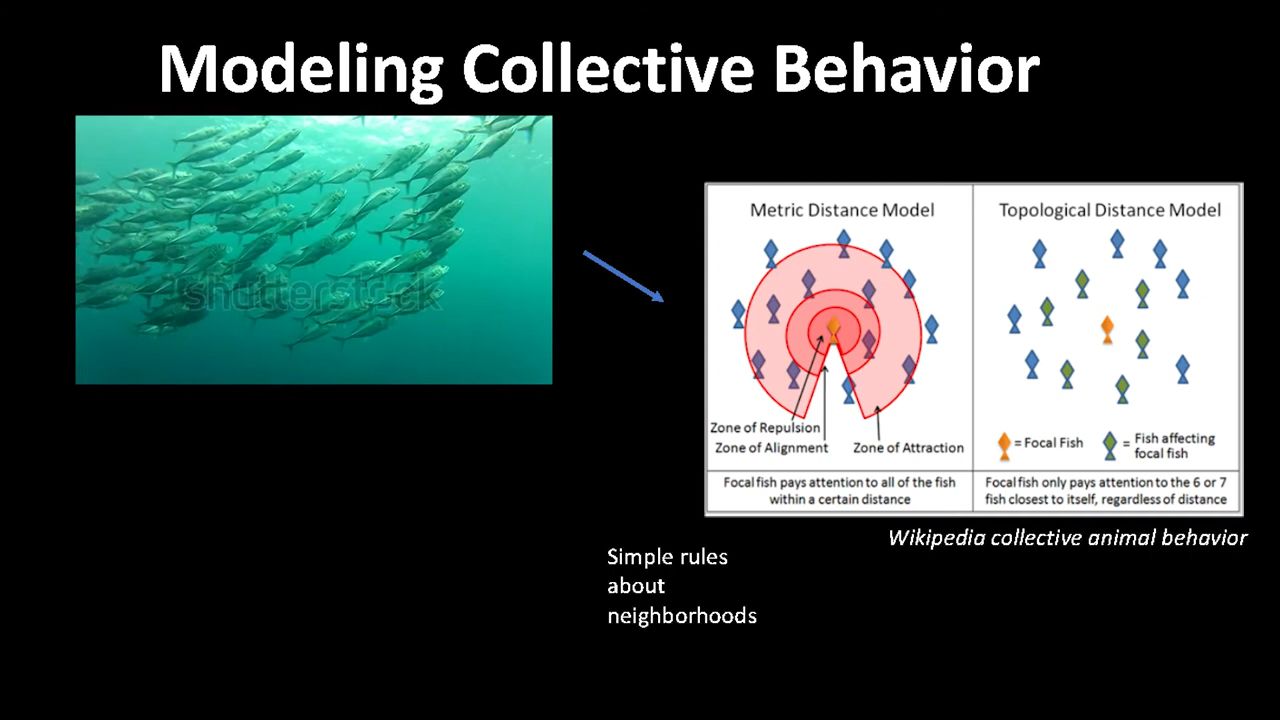 Modeling Collective Behavior
shutterstock
Metric Distance Model
Zone of Repulsion
Zone of Alignment
Zone of Attraction
Focal fish pays attention to all of the fish
within a certain distance
Topological Distance Model
= Focal Fish
= Fish affecting
focal fish
Focal fish only pays attention to the 6 or 7
fish closest to itself, regardless of distance
Wikipedia collective animal behavior
Simple rules
about
neighborhoods